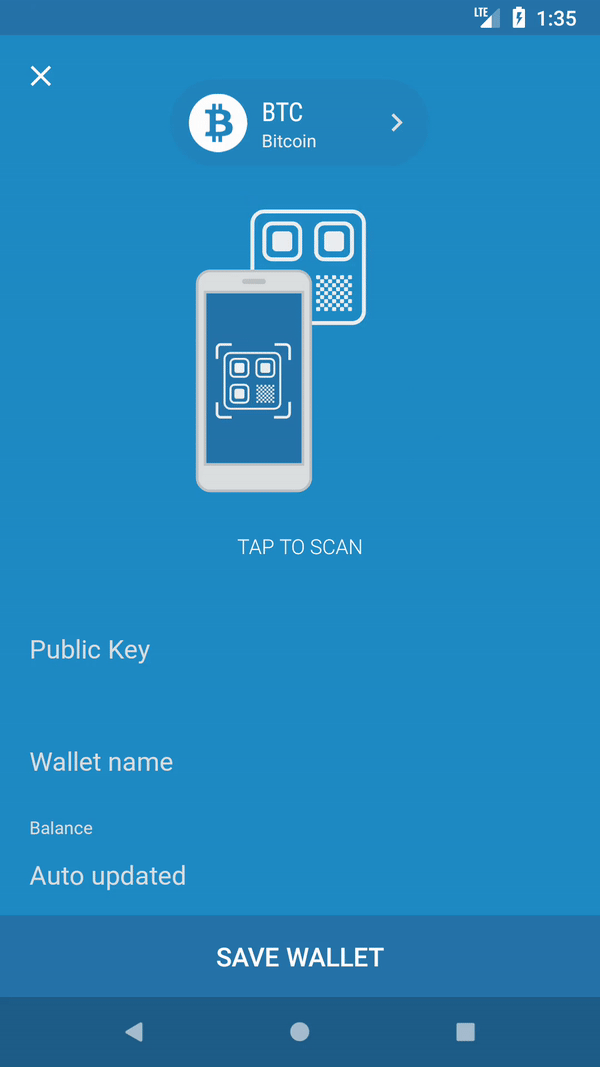 LTE 1:35
BTC
Bitcoin
TAP TO SCAN
Public Key
Wallet name
Balance
Auto updated
SAVE WALLET